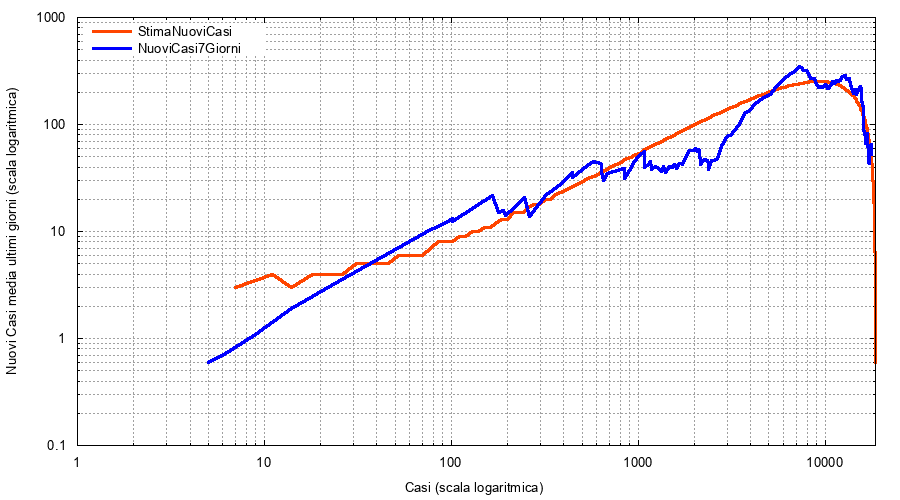 1000
StimaNuoviCasi
NuoviCasi7Giorni
100
10
1
0.1
Nuovi Casi media ultimi giorni (scala logaritmica)
1 10 100 1000 10000
Casi (scala logaritmica)